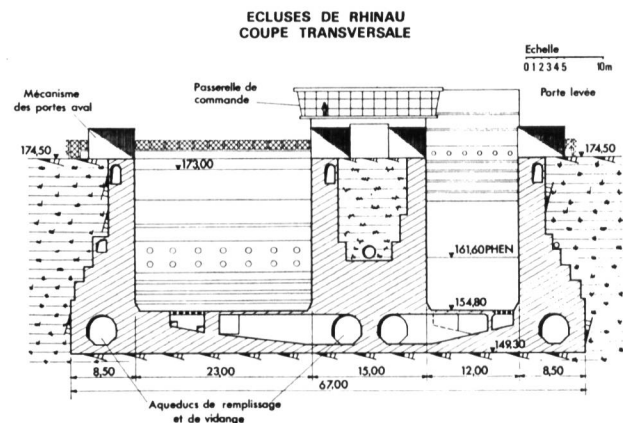 ECLUSES DE RHINAU
COUPE TRANSVERSALE
Echelle
0 1 2 3 4 5 10m
Mécanisme
des portes aval
Passerelle de
commande
Porte levée
174,50
173,00
174,50
161,60 PHEN
154,80
149,30
8,50 23,00 15,00 12,00 8,50
67,00
Aqueducs de remplissage
et de vidange